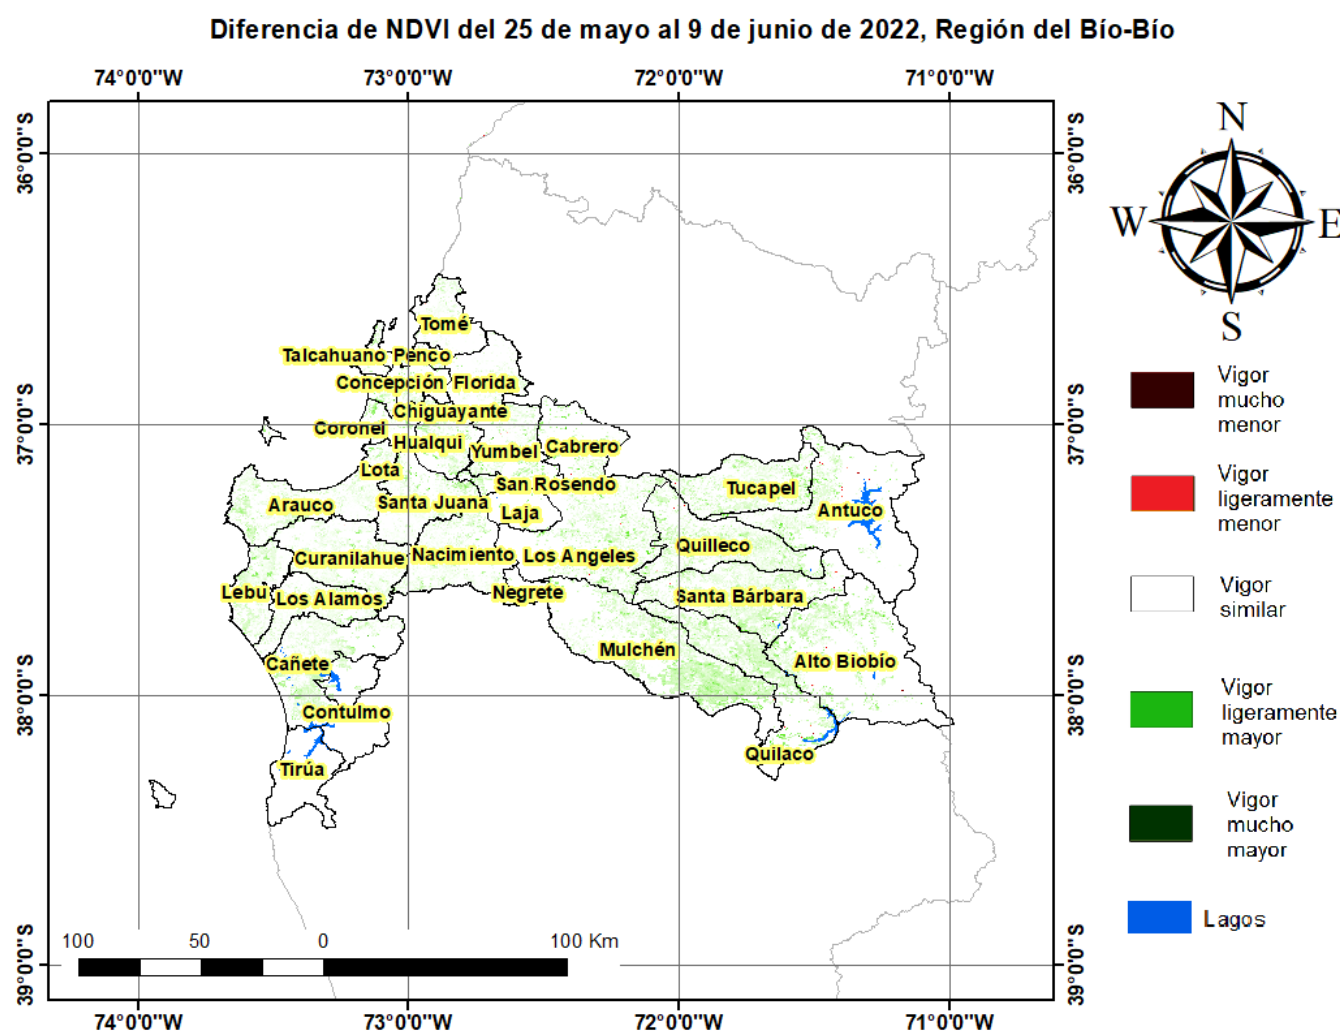 Diferencia de NDVI del 25 de mayo al 9 de junio de 2022, Región del Bío-Bío
74°0'0"W 73°0'0"W 72°0'0"W 71°0'0"W
36°0'0"S 36°0'0"S
37°0'0"S 37°0'0"S
38°0'0"S 38°0'0"S
39°0'0"S 39°0'0"S
Tomé
Talcahuano Penco
Concepción Florida
Chiguayante
Coronel
Hualqui Yumbel Cabrero
Lota
San Rosendo
Tucapel
Arauco Santa Juana Laja Antuco
Curanilahue Nacimiento Los Angeles Quilleco
Lebu Los Alamos Negrete Santa Bárbara
Mulchén
Cañete Alto Biobío
Contulmo
Quilaco
Tirúa
100 50 0 100 Km
74°0'0"W 73°0'0"W 72°0'0"W 71°0'0"W
N
W E
S
Vigor
mucho
menor
Vigor
ligeramente
menor
Vigor
similar
Vigor
ligeramente
mayor
Vigor
mucho
mayor
Lagos